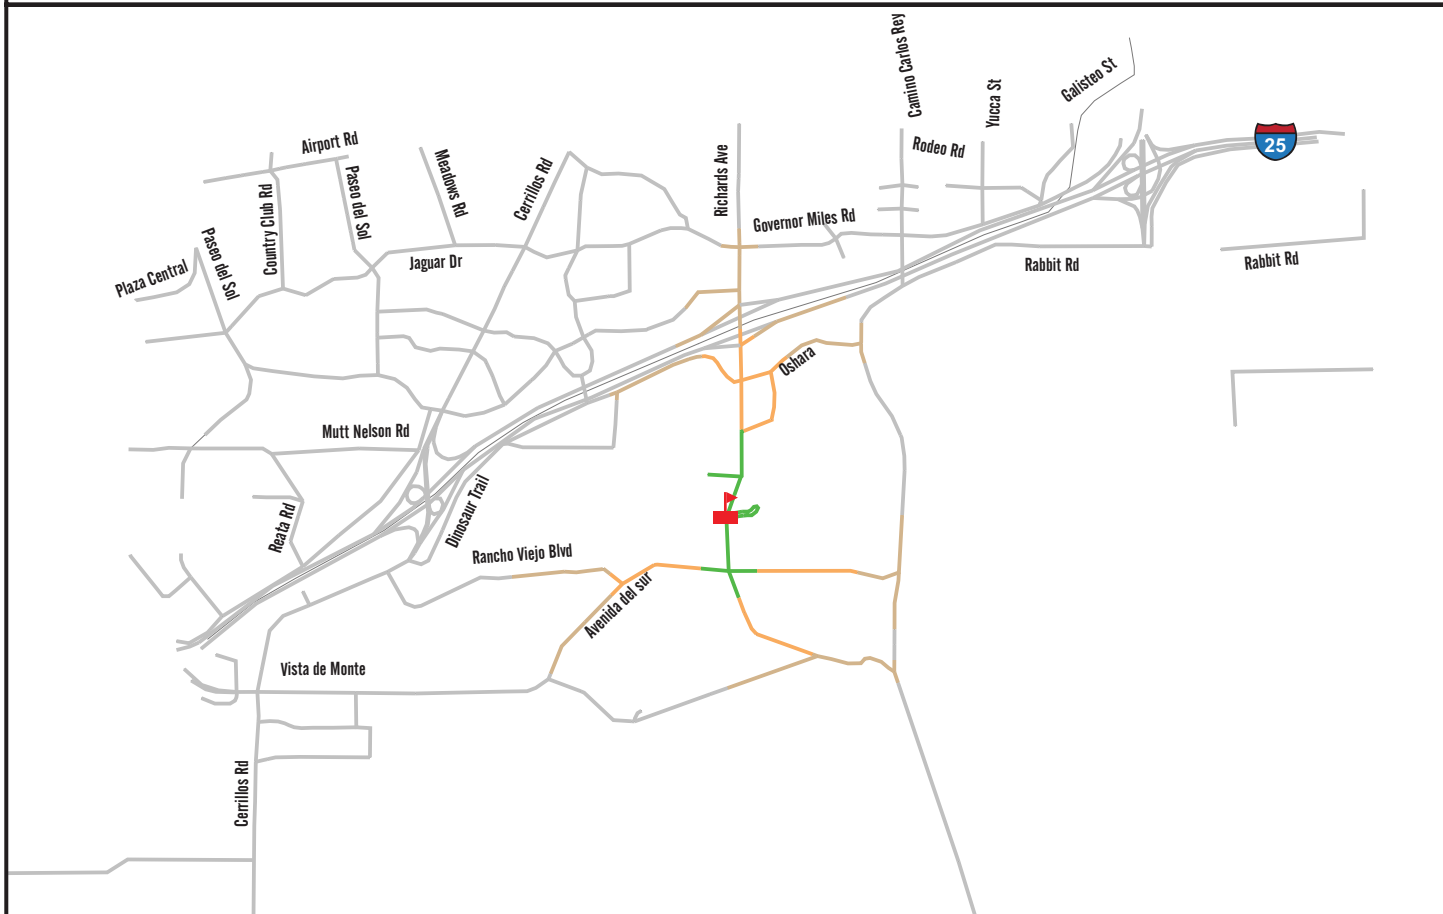 Camino Carlos Rey
Yucca St
Galisteo St
Airport Rd
Rodeo Rd
25
Meadows Rd
Cerrillos Rd
Richards Ave
Paseo del Sol
Country Club Rd
Governor Miles Rd
Paseo del Sol
Plaza Central
Jaguar Dr
Rabbit Rd
Rabbit Rd
Oshara
Mutt Nelson Rd
Reata Rd
Dinosaur Trail
Rancho Viejo Blvd
Avenida del sur
Vista de Monte
Cerrillos Rd